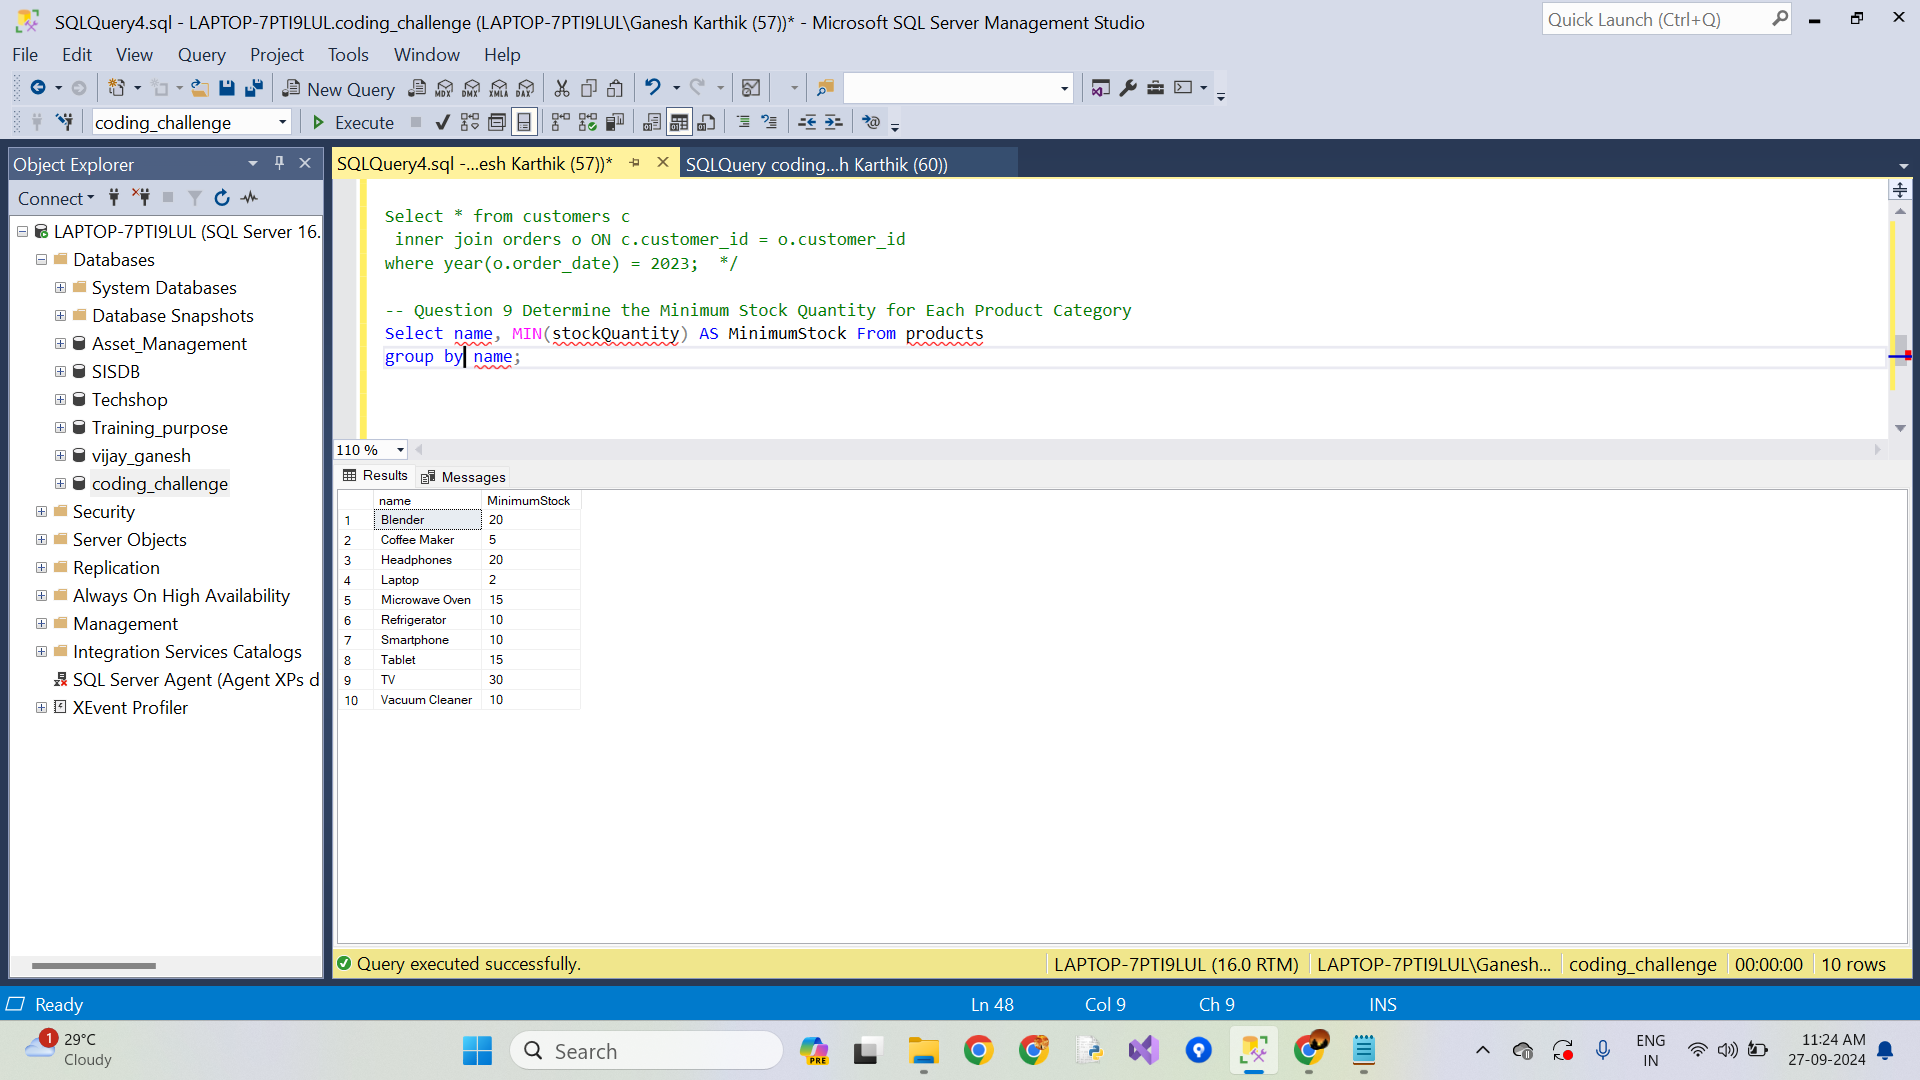 SQLQuery4.sql - LAPTOP-7PTI9LUL.coding_challenge (LAPTOP-7PTI9LUL\Ganesh Karthik (57))* - Microsoft SQL Server Management Studio
Quick Launch (Ctrl+Q)
File Edit View Query Project Tools Window Help
New Query
MDX DMX XMLA DAX
coding_challenge
Execute
Object Explorer
SQLQuery4.sql -...esh Karthik (57))*
SQLQuery coding...h Karthik (60))
Connect
LAPTOP-7PTI9LUL (SQL Server 16.
Databases
System Databases
Database Snapshots
Asset_Management
SISDB
Techshop
Training_purpose
vijay_ganesh
coding_challenge
Security
Server Objects
Replication
Always On High Availability
Management
Integration Services Catalogs
SQL Server Agent (Agent XPs d
XEvent Profiler
Select * from customers c
inner join orders o ON c.customer_id = o.customer_id
where year(o.order_date) = 2023;  */
-- Question 9 Determine the Minimum Stock Quantity for Each Product Category
Select name, MIN(stockQuantity) AS MinimumStock From products
group by name;
110 %
Results
Messages
name MinimumStock
1 Blender 20
2 Coffee Maker 5
3 Headphones 20
4 Laptop 2
5 Microwave Oven 15
6 Refrigerator 10
7 Smartphone 10
8 Tablet 15
9 TV 30
10 Vacuum Cleaner 10
Query executed successfully.
LAPTOP-7PTI9LUL (16.0 RTM)
LAPTOP-7PTI9LUL\Ganesh...
coding_challenge
00:00:00
10 rows
Ready
Ln 48
Col 9
Ch 9
INS
1
29°C
Cloudy
Search
PRE
ENG
IN
11:24 AM
27-09-2024